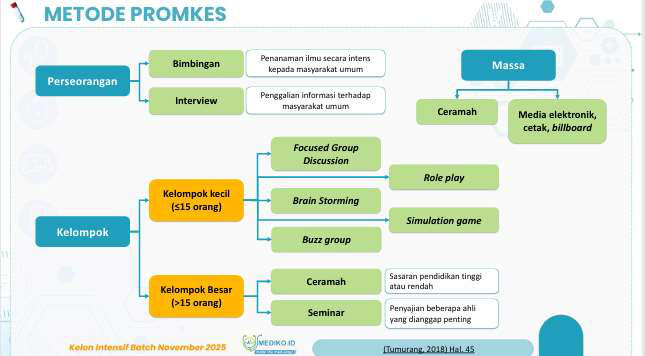 METODE PROMKES
Perseorangan
Bimbingan
Penanaman ilmu secara intens
kepada masyarakat umum
Interview
Penggalian informasi terhadap
masyarakat umum
Massa
Ceramah
Media elektronik,
cetak, billboard
Kelompok
Kelompok kecil
(≤15 orang)
Focused Group
Discussion
Role play
Brain Storming
Simulation game
Buzz group
Kelompok Besar
(>15 orang)
Ceramah
Sasaran pendidikan tinggi
atau rendah
Seminar
Penyajian beberapa ahli
yang dianggap penting
Kelon Intensif Batch November 2025
MEDIKO.ID
(Tumurang, 2018) Hal. 45